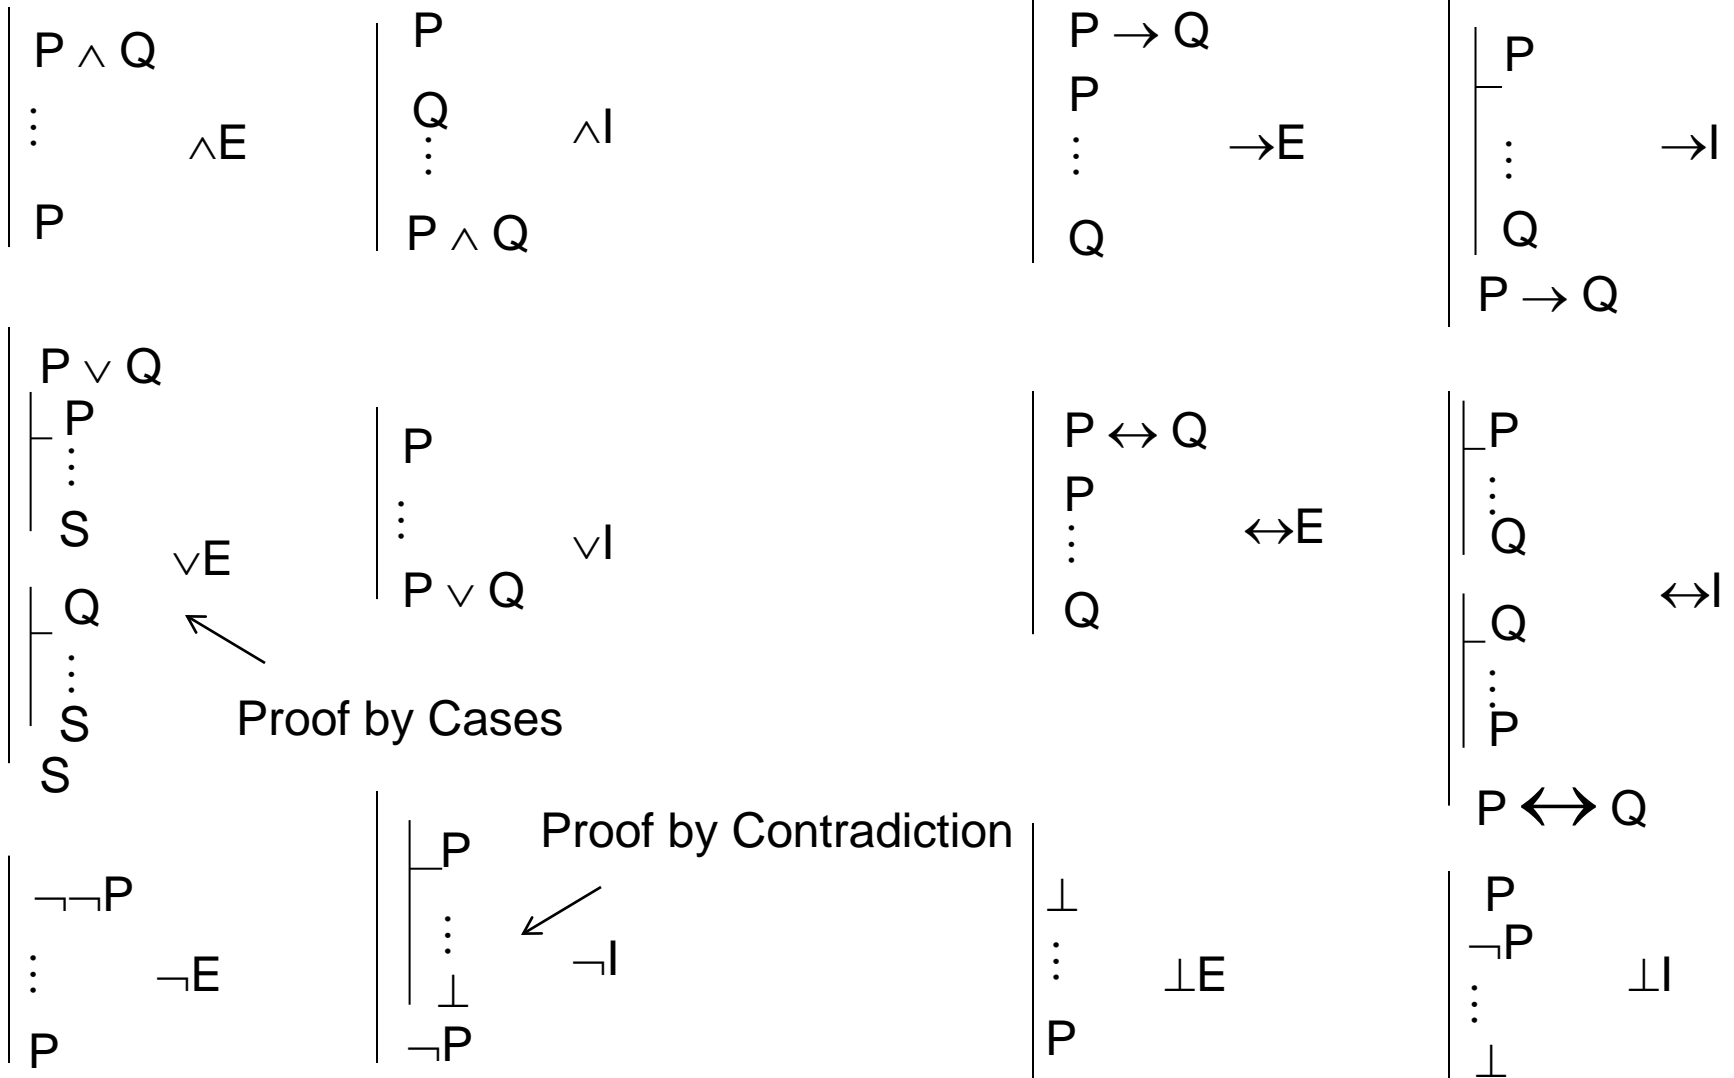 P ∧ Q
⋮
∧E
P
P
Q
⋮
∧I
P ∧ Q
P → Q
P
⋮
→E
Q
P
⋮
→I
Q
P → Q
P ∨ Q
P
⋮
S
∨E
Q
⋮
S
S
Proof by Cases
P
⋮
∨I
P ∨ Q
P ↔ Q
P
⋮
↔E
Q
P
⋮
Q
↔I
Q
⋮
P
P ↔ Q
¬¬P
⋮
¬E
P
P
⋮
¬I
⊥
¬P
Proof by Contradiction
⊥
⋮
⊥E
P
P
¬P
⋮
⊥I
⊥